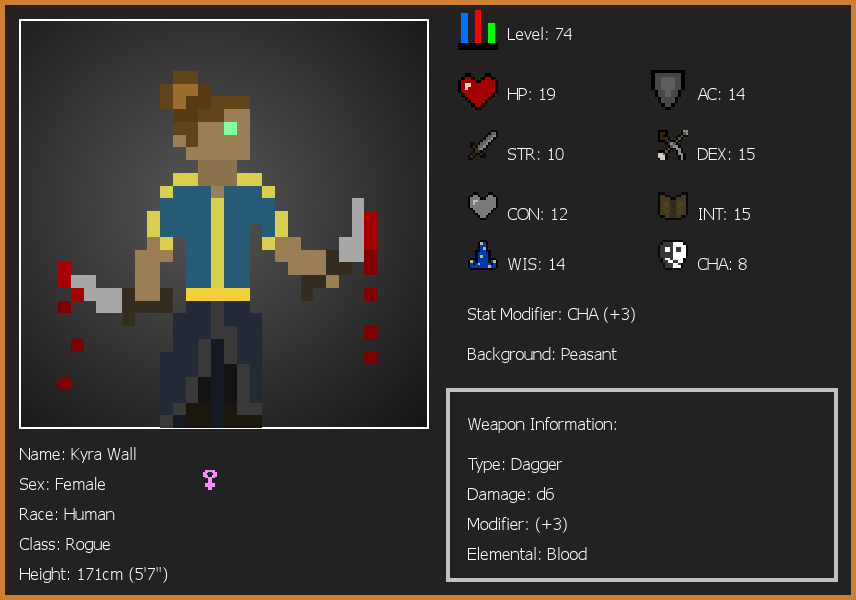 Level: 74
HP: 19
AC: 14
STR: 10
DEX: 15
CON: 12
INT: 15
WIS: 14
CHA: 8
Stat Modifier: CHA (+3)
Background: Peasant
Weapon Information:
Type: Dagger
Damage: d6
Modifier: (+3)
Elemental: Blood
Name: Kyra Wall
Sex: Female
Race: Human
Class: Rogue
Height: 171cm (5'7")